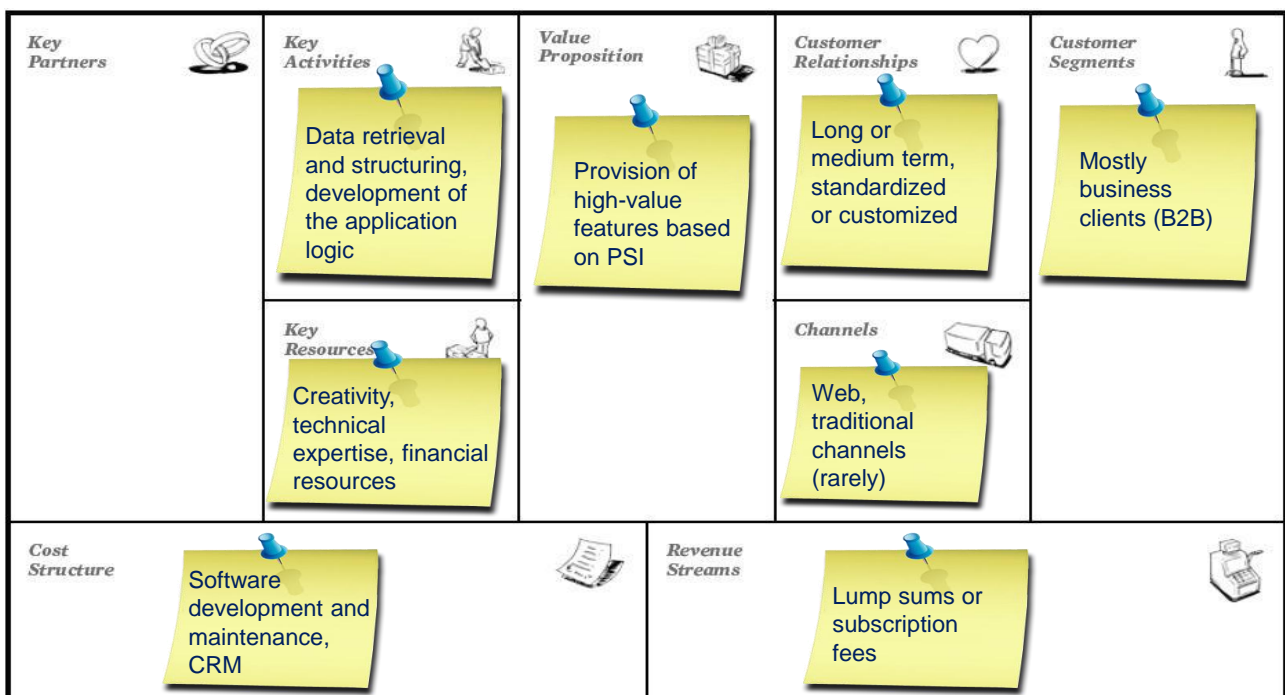 Key
Partners
Key
Activities
Data retrieval
and structuring,
development of
the application
logic
Key
Resources
Creativity,
technical
expertise, financial
resources
Value
Proposition
Provision of
high-value
features based
on PSI
Customer
Relationships
Long or
medium term,
standardized
or customized
Channels
Web,
traditional
channels
(rarely)
Customer
Segments
Mostly
business
clients (B2B)
Cost
Structure
Software
development and
maintenance,
CRM
Revenue
Streams
Lump sums or
subscription
fees